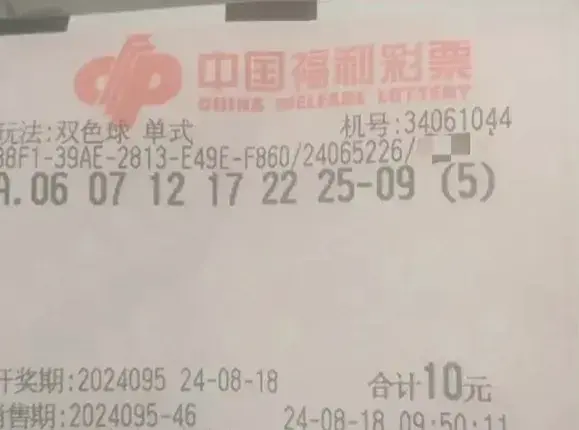 中国福利彩票
CHINA WELFARE LOTTERY
玩法:双色球 单式 机号:34061044
88F1-39AE-2813-E49E-F860/24065226/
A.06 07 12 17 22 25-09 (5)
开奖期:2024095 24-08-18 合计10元
销售期:2024095-46 24-08-18 09:50:11